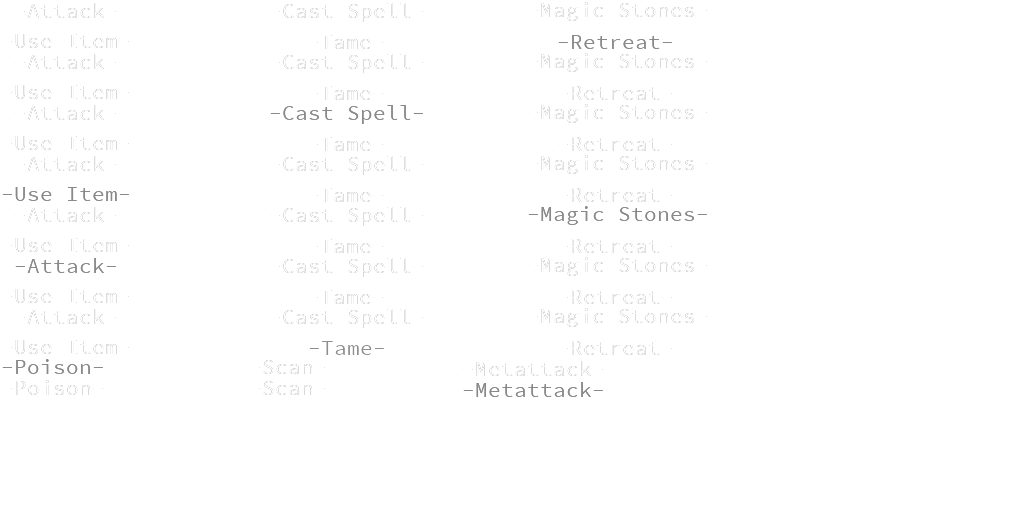 Attack Cast Spell Magic Stones
Use Item Tame -Retreat-
Attack Cast Spell Magic Stones
Use Item Tame Retreat
Attack -Cast Spell- Magic Stones
Use Item Tame Retreat
Attack Cast Spell Magic Stones
-Use Item- Tame Retreat
Attack Cast Spell -Magic Stones-
Use Item Tame Retreat
-Attack- Cast Spell Magic Stones
Use Item Tame Retreat
Attack Cast Spell Magic Stones
Use Item -Tame- Retreat
-Poison- Scan Metattack
Poison Scan -Metattack-